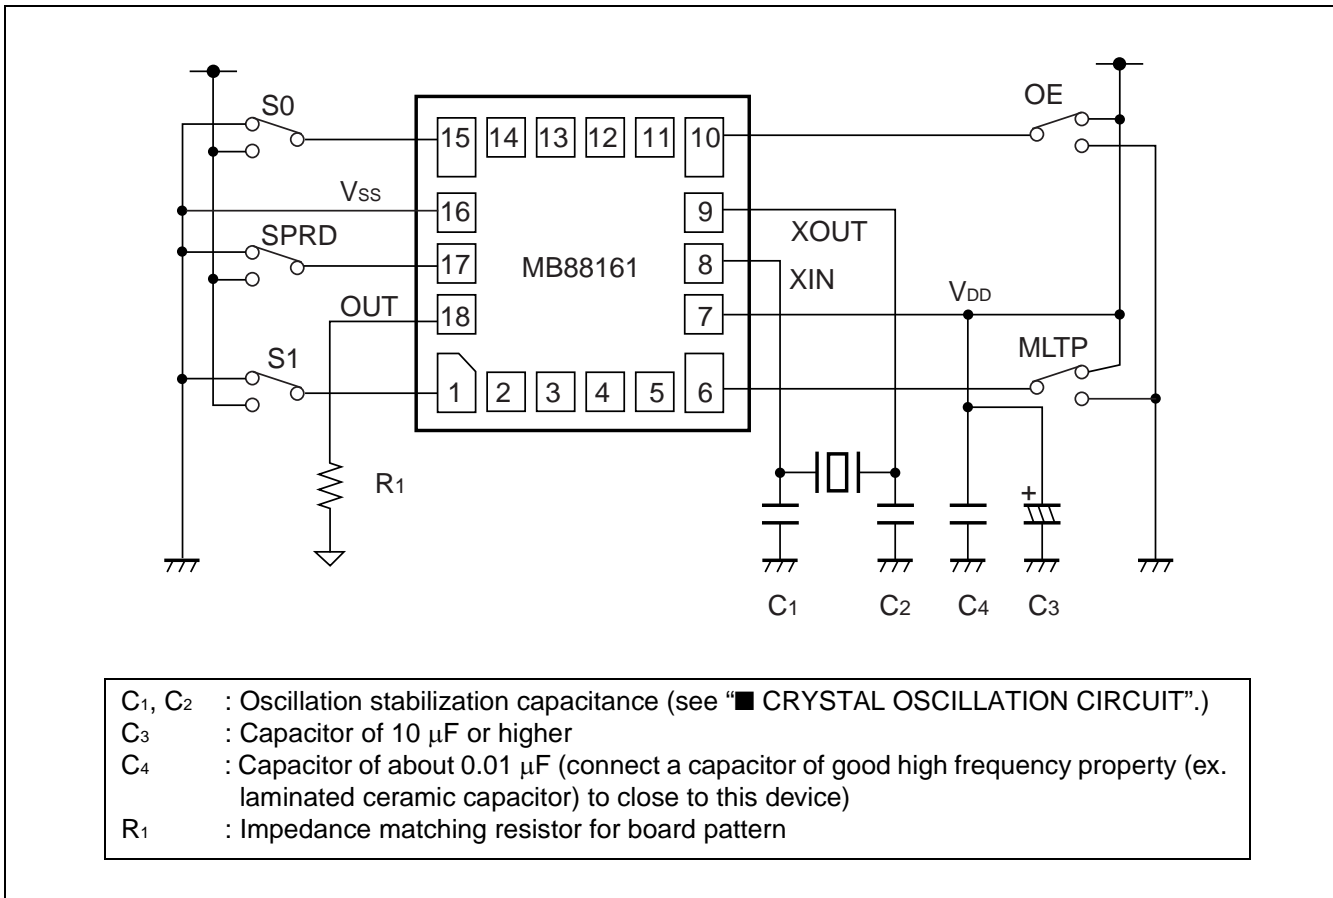 S0
OE
15 14 13 12 11 10
VSS
16
9
XOUT
SPRD
17
MB88161
8
XIN
OUT
18
7
VDD
S1
MLTP
1 2 3 4 5 6
R1
+
C1 C2 C4 C3
C1, C2 : Oscillation stabilization capacitance (see “■ CRYSTAL OSCILLATION CIRCUIT”.)
C3 : Capacitor of 10 μF or higher
C4 : Capacitor of about 0.01 μF (connect a capacitor of good high frequency property (ex.
laminated ceramic capacitor) to close to this device)
R1 : Impedance matching resistor for board pattern